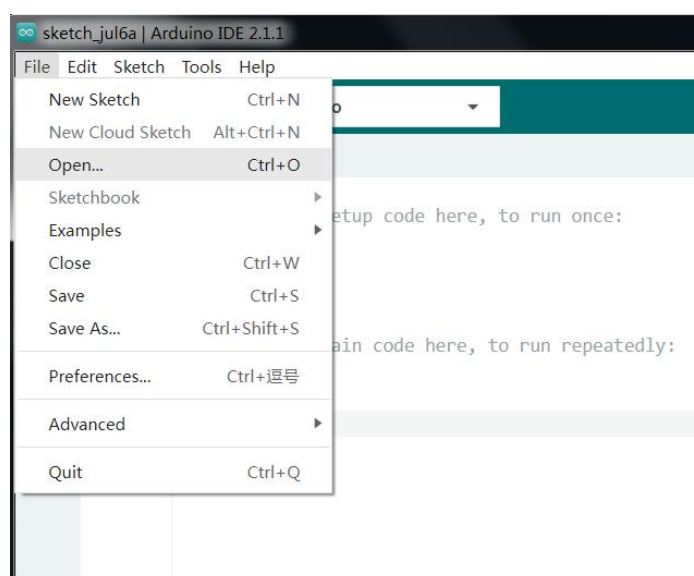 sketch_jul6a | Arduino IDE 2.1.1
File Edit Sketch Tools Help
New Sketch Ctrl+N
o
New Cloud Sketch Alt+Ctrl+N
Open... Ctrl+O
Sketchbook
etup code here, to run once:
Examples
Close Ctrl+W
Save Ctrl+S
Save As... Ctrl+Shift+S
ain code here, to run repeatedly:
Preferences... Ctrl+逗号
Advanced
Quit Ctrl+Q